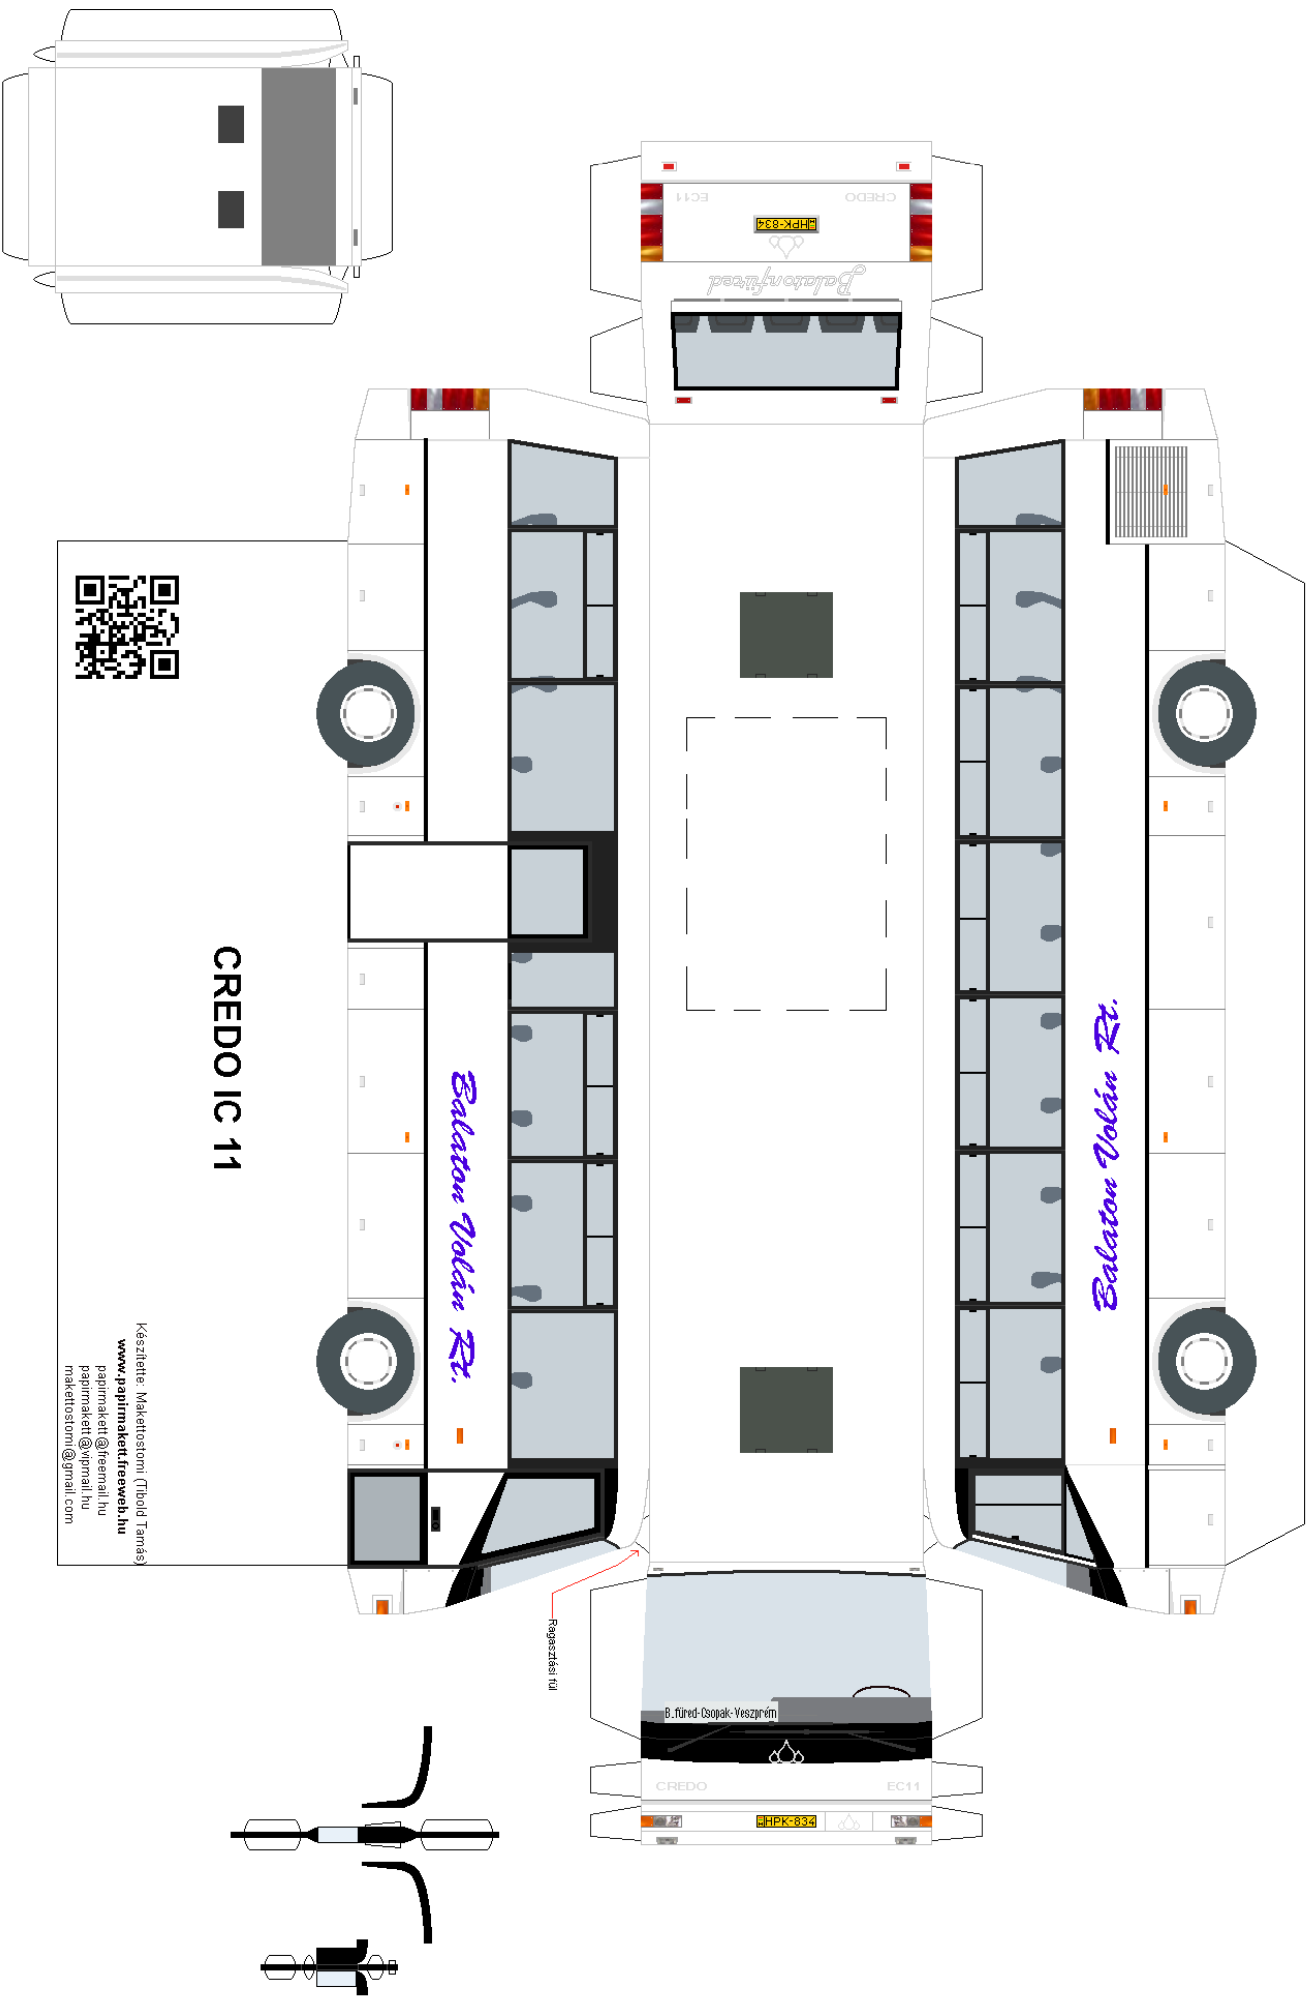 EC11
CREDO
HPK-834
Balatonfüred
CREDO IC 11
Balaton Volán Rt.
Balaton Volán Rt.
Készítette: Makettostomi (Tibold Tamás)
www.papirmakett.freeweb.hu
papirmakett@freemail.hu
papirmakett@vipmail.hu
makettostomi@gmail.com
Ragasztási fül
B.füred-Csopak-Veszprém
CREDO
EC11
HPK-834